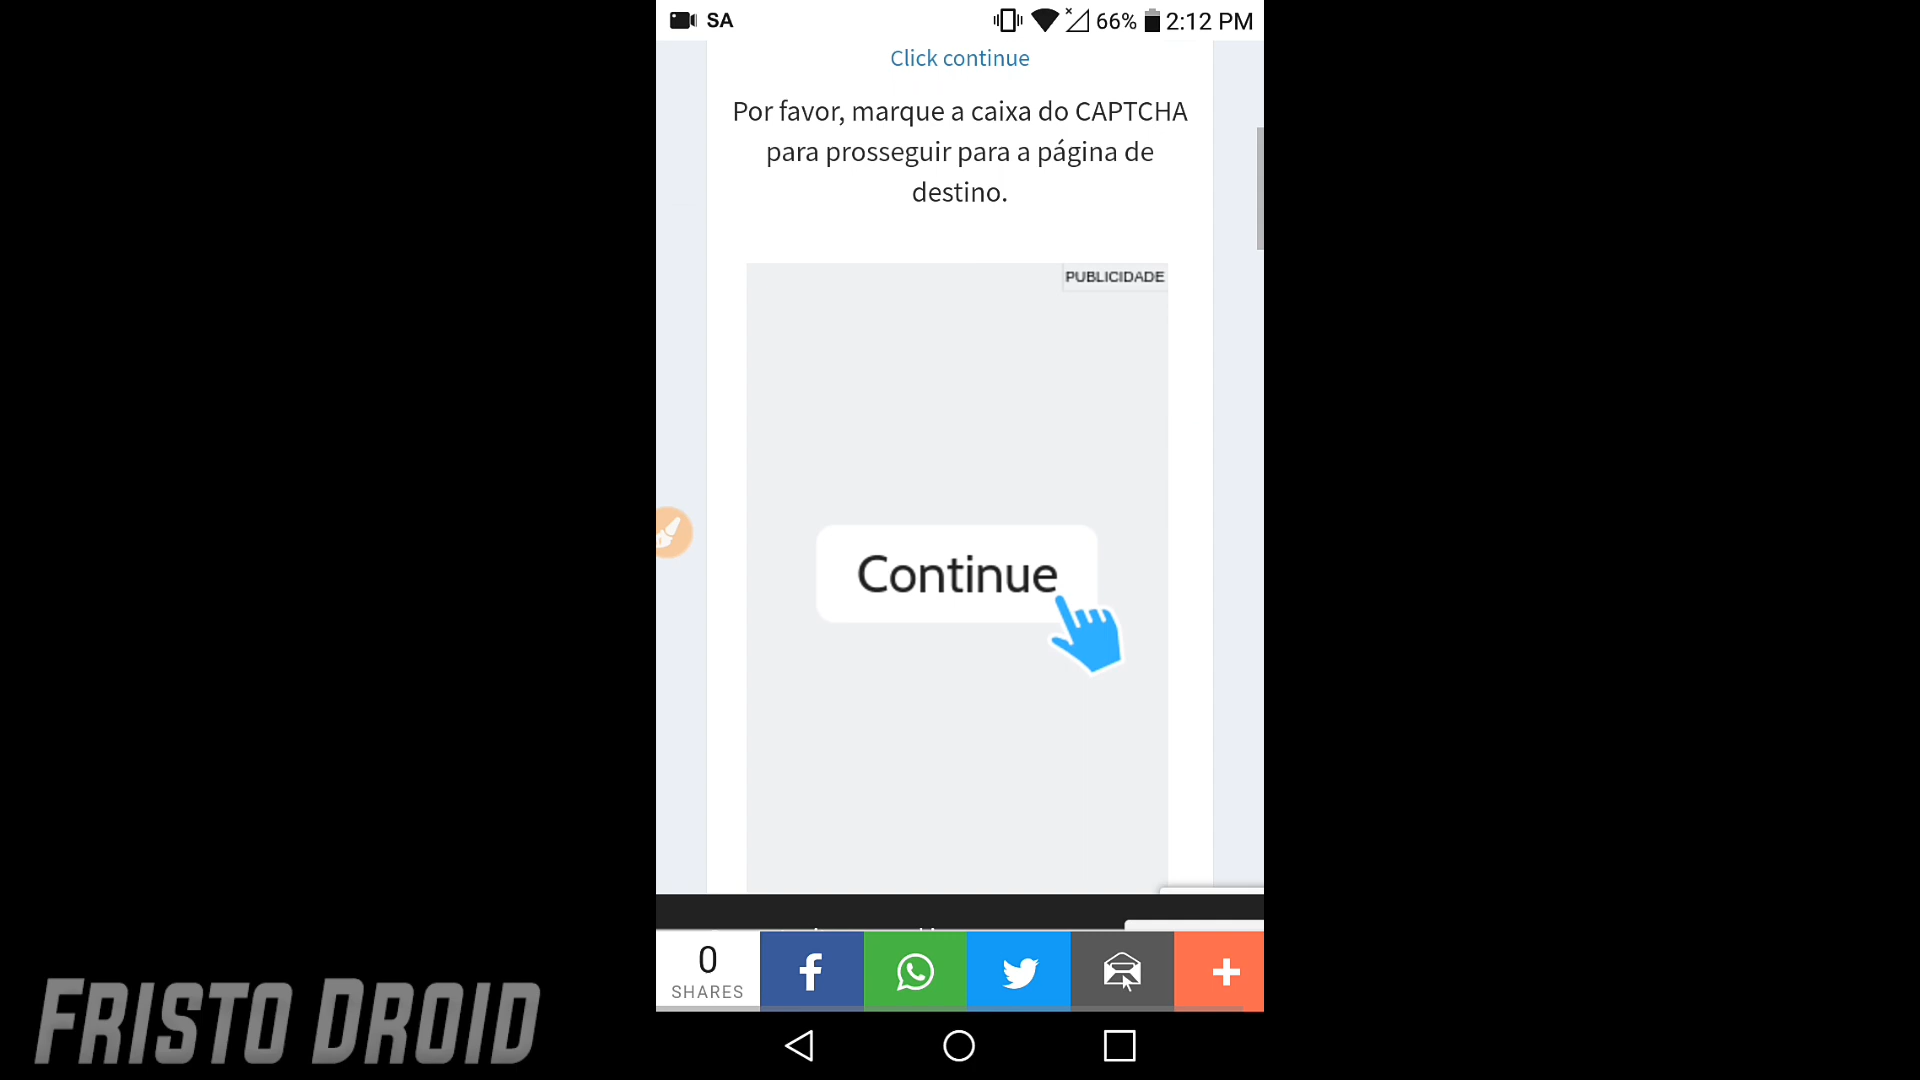 SA
66% 2:12 PM
Click continue
Por favor, marque a caixa do CAPTCHA
para prosseguir para a página de
destino.
PUBLICIDADE
Continue
0
SHARES
FRISTO DROID